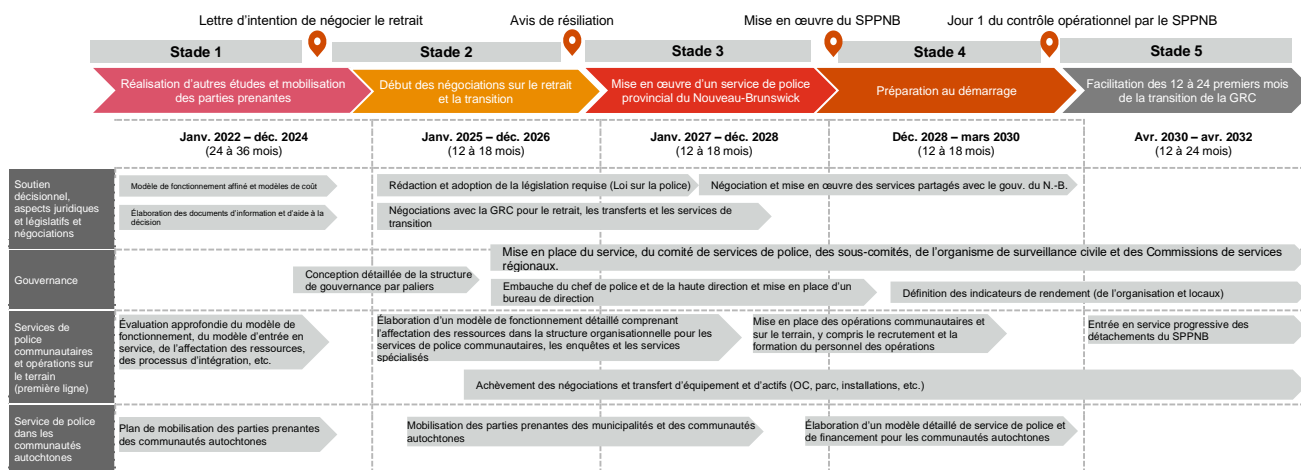 Lettre d'intention de négocier le retrait
Avis de résiliation
Mise en œuvre du SPPNB
Jour 1 du contrôle opérationnel par le SPPNB
Stade 1
Stade 2
Stade 3
Stade 4
Stade 5
Réalisation d'autres études et mobilisation
des parties prenantes
Début des négociations sur le retrait
et la transition
Mise en œuvre d'un service de police
provincial du Nouveau-Brunswick
Préparation au démarrage
Facilitation des 12 à 24 premiers mois
de la transition de la GRC
Janv. 2022 – déc. 2024
(24 à 36 mois)
Janv. 2025 – déc. 2026
(12 à 18 mois)
Janv. 2027 – déc. 2028
(12 à 18 mois)
Déc. 2028 – mars 2030
(12 à 18 mois)
Avr. 2030 – avr. 2032
(12 à 24 mois)
Soutien
décisionnel,
aspects juridiques
et législatifs et
négociations
Modèle de fonctionnement affiné et modèles de coût
Rédaction et adoption de la législation requise (Loi sur la police)
Négociation et mise en œuvre des services partagés avec le gouv. du N.-B.
Élaboration des documents d'information et d'aide à la
décision
Négociations avec la GRC pour le retrait, les transferts et les services de
transition
Gouvernance
Mise en place du service, du comité de services de police, des sous-comités, de l'organisme de surveillance civile et des Commissions de services
régionaux.
Conception détaillée de la structure
de gouvernance par paliers
Embauche du chef de police et de la haute direction et mise en place d'un
bureau de direction
Définition des indicateurs de rendement (de l'organisation et locaux)
Services de
police
communautaires
et opérations sur
le terrain
(première ligne)
Évaluation approfondie du modèle de
fonctionnement, du modèle d'entrée en
service, de l'affectation des ressources,
des processus d'intégration, etc.
Élaboration d'un modèle de fonctionnement détaillé comprenant
l'affectation des ressources dans la structure organisationnelle pour les
services de police communautaires, les enquêtes et les services
spécialisés
Mise en place des opérations communautaires et
sur le terrain, y compris le recrutement et la
formation du personnel des opérations
Entrée en service progressive des
détachements du SPPNB
Achèvement des négociations et transfert d'équipement et d'actifs (OC, parc, installations, etc.)
Service de police
dans les
communautés
autochtones
Plan de mobilisation des parties prenantes
des communautés autochtones
Mobilisation des parties prenantes des municipalités et des communautés
autochtones
Élaboration d'un modèle détaillé de service de police et
de financement pour les communautés autochtones